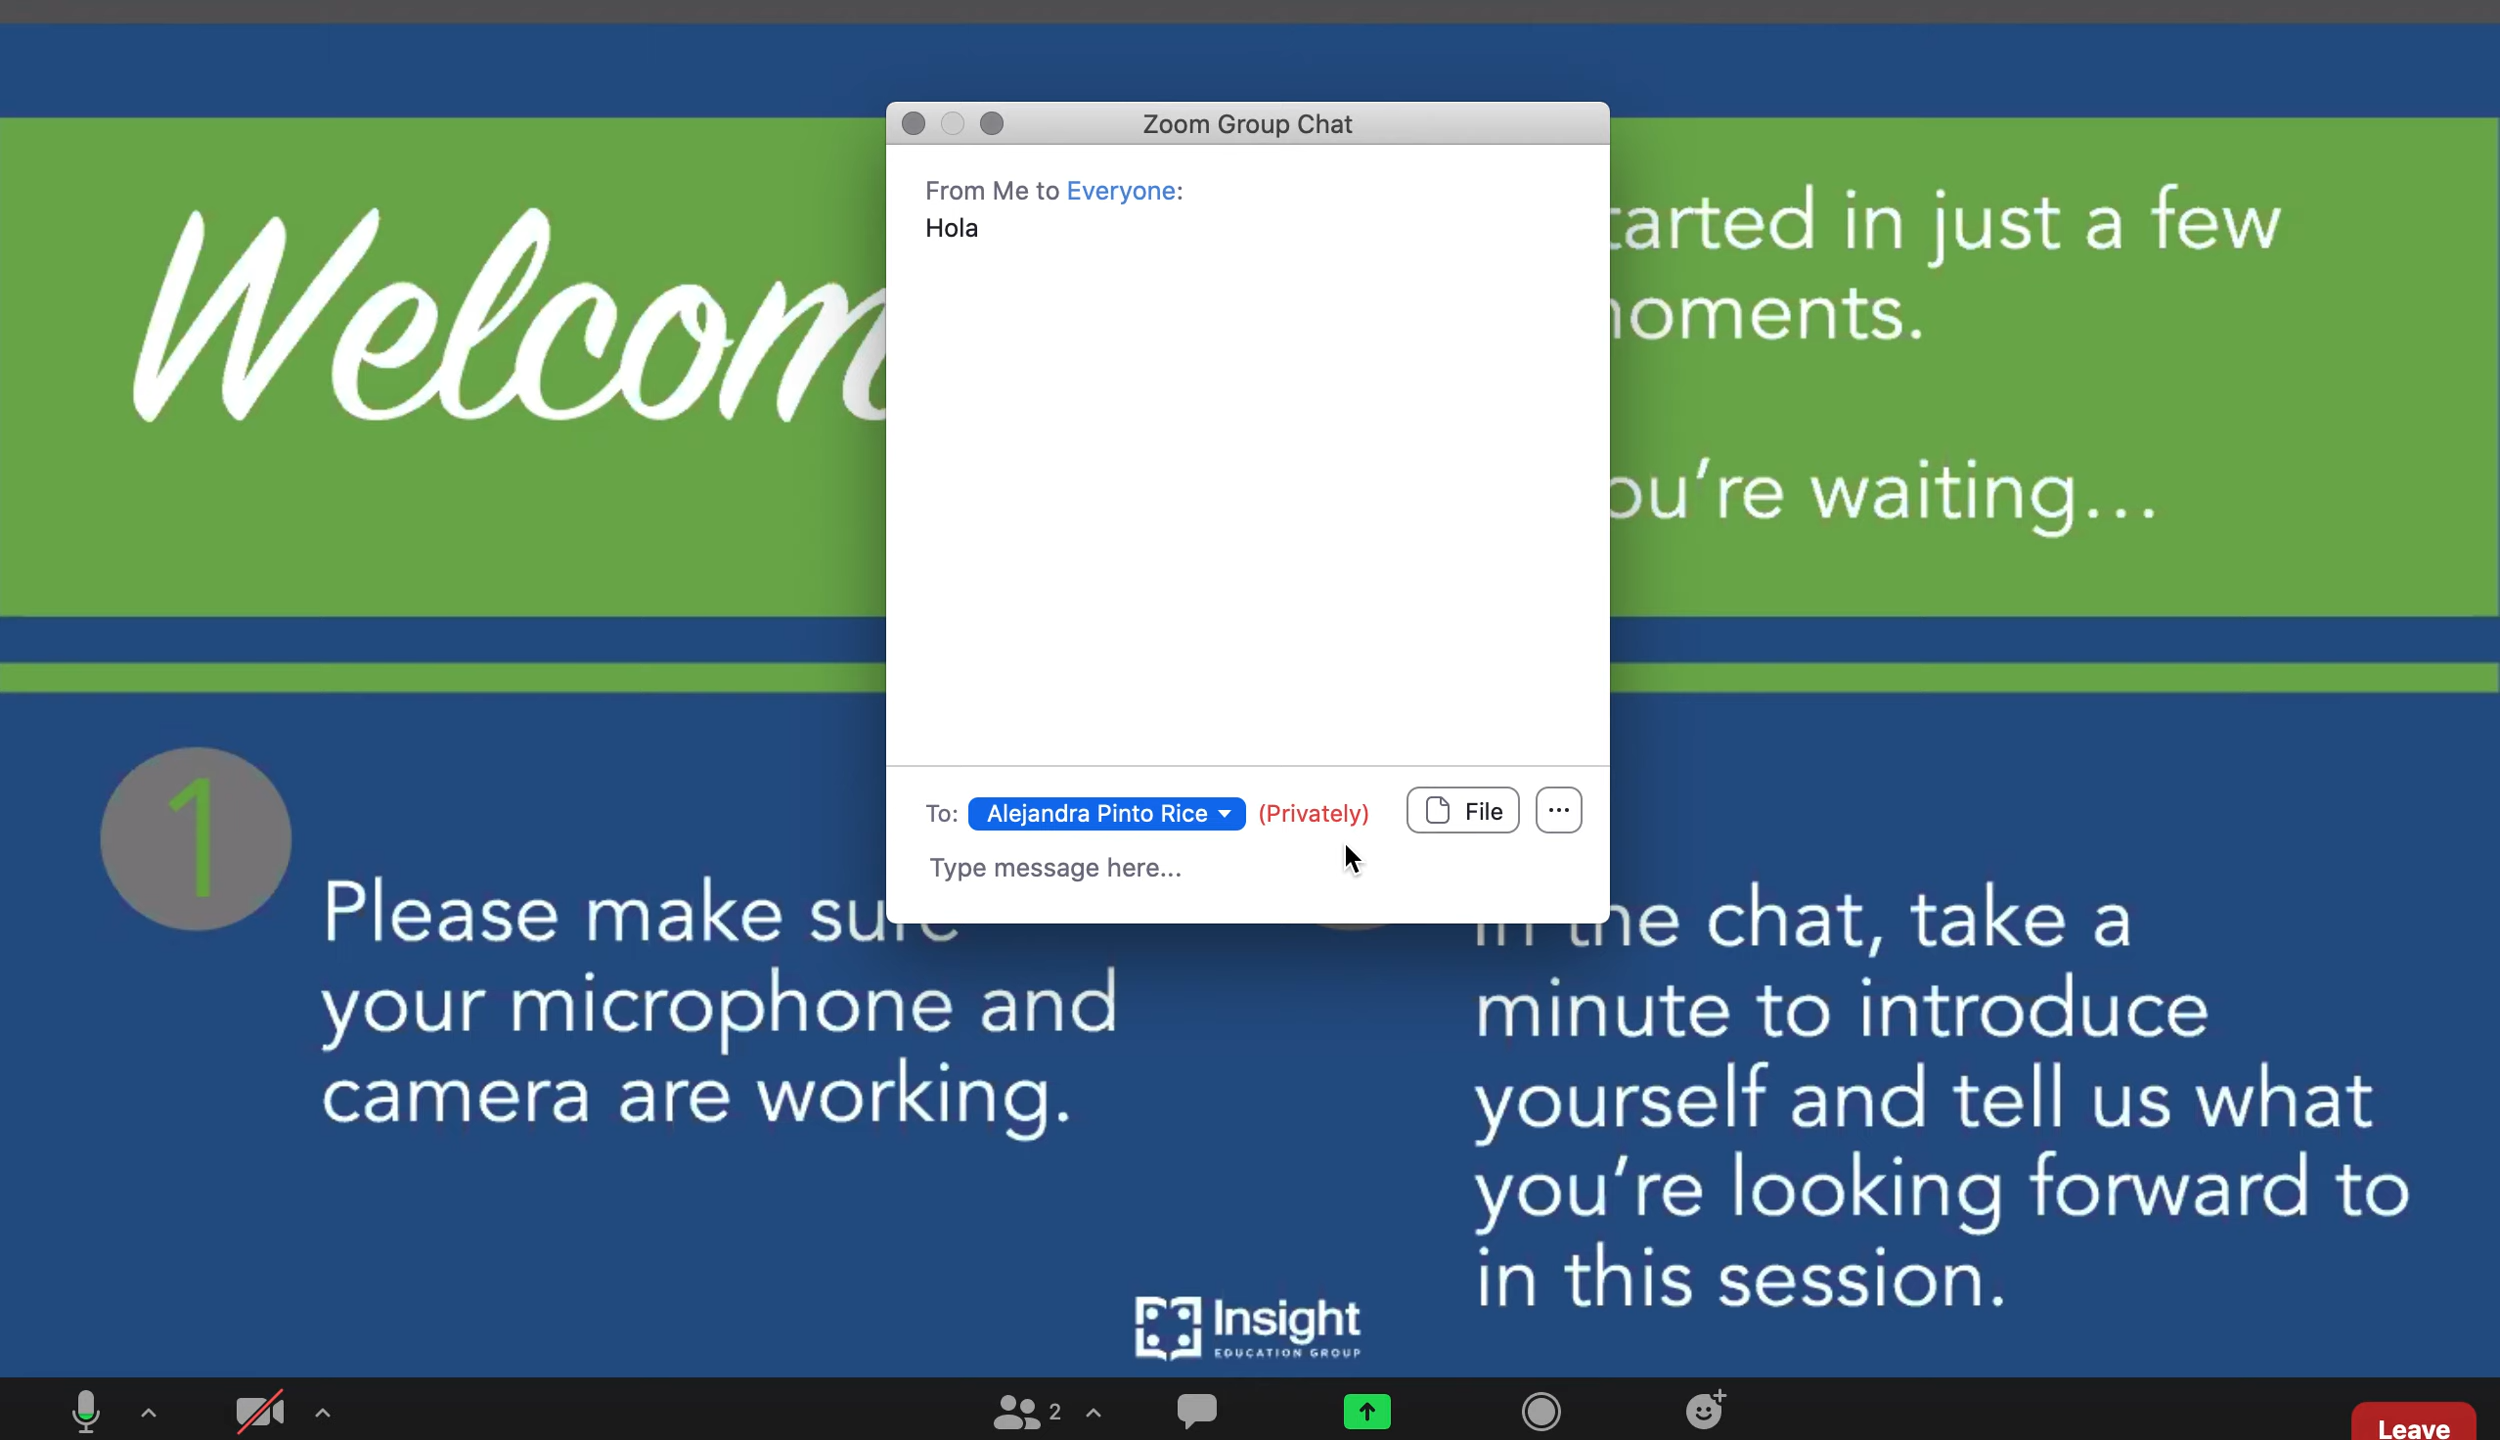 Zoom Group Chat
From Me to Everyone:
Hola
Welcom
tarted in just a few
oments.
ou're waiting...
To: Alejandra Pinto Rice (Privately) File ...
Type message here...
1
Please make sure
your microphone and
camera are working.
In the chat, take a
minute to introduce
yourself and tell us what
you're looking forward to
in this session.
Insight
EDUCATION GROUP
2
Leave